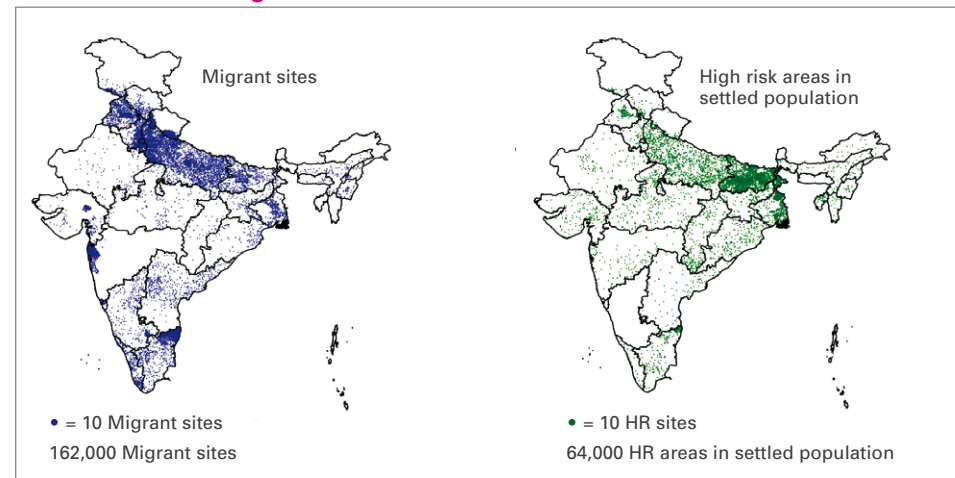 Migrant sites
• = 10 Migrant sites
162,000 Migrant sites
High risk areas in
settled population
• = 10 HR sites
64,000 HR areas in settled population